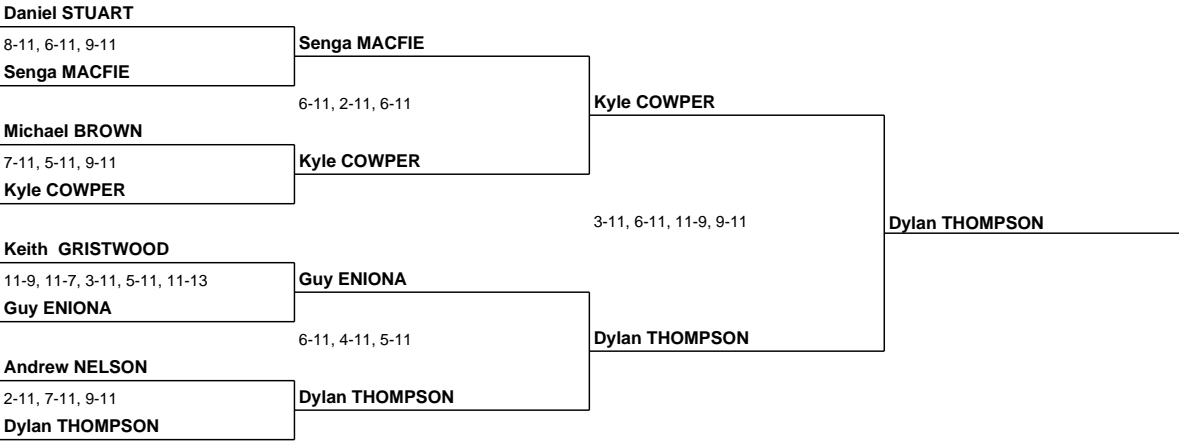 Daniel STUART
8-11, 6-11, 9-11
Senga MACFIE
Senga MACFIE
6-11, 2-11, 6-11
Kyle COWPER
Michael BROWN
7-11, 5-11, 9-11
Kyle COWPER
Kyle COWPER
3-11, 6-11, 11-9, 9-11
Dylan THOMPSON
Keith  GRISTWOOD
11-9, 11-7, 3-11, 5-11, 11-13
Guy ENIONA
Guy ENIONA
6-11, 4-11, 5-11
Dylan THOMPSON
Andrew NELSON
2-11, 7-11, 9-11
Dylan THOMPSON
Dylan THOMPSON